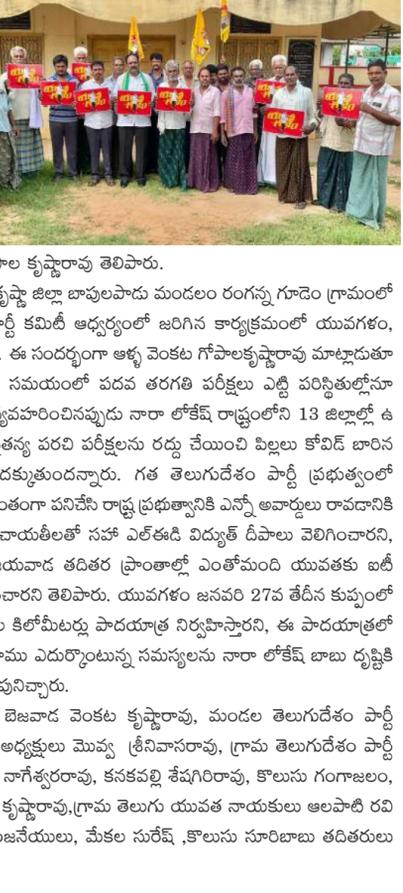 పాల కృష్ణారావు తెలిపారు.
కృష్ణా జిల్లా బాపులపాడు మండలం రంగన్న గూడెం గ్రామంలో
ర్టీ కమిటీ ఆధ్వర్యంలో జరిగిన కార్యక్రమంలో యువగళం,
. ఈ సందర్భంగా ఆళ్ళ వెంకట గోపాలకృష్ణారావు మాట్లాడుతూ
సమయంలో పదవ తరగతి పరీక్షలు ఎట్టి పరిస్థితుల్లోనూ
్యవహరించినప్పుడు నారా లోకేష్ రాష్ట్రంలోని 13 జిల్లాల్లో ఉ
తన్య పరచి పరీక్షలను రద్దు చేయించి పిల్లలు కోవిడ్ బారిన
దక్కుతుందన్నారు. గత తెలుగుదేశం పార్టీ ప్రభుత్వంలో
ంతంగా పనిచేసి రాష్ట్ర ప్రభుత్వానికి ఎన్నో అవార్డులు రావడానికి
చాయతీలతో సహా ఎల్ఈడి విద్యుత్ దీపాలు వెలిగించారని,
జయవాడ తదితర ప్రాంతాల్లో ఎంతోమంది యువతకు ఐటీ
ంచారని తెలిపారు. యువగళం జనవరి 27వ తేదీన కుప్పంలో
ల కిలోమీటర్లు పాదయాత్ర నిర్వహిస్తారని, ఈ పాదయాత్రలో
ాము ఎదుర్కొంటున్న సమస్యలను నారా లోకేష్ బాబు దృష్టికి
పునిచ్చారు.
బెజవాడ వెంకట కృష్ణారావు, మండల తెలుగుదేశం పార్టీ
అధ్యక్షులు మొవ్వ శ్రీనివాసరావు, గ్రామ తెలుగుదేశం పార్టీ
నాగేశ్వరరావు, కనకవల్లి శేషగిరిరావు, కొలుసు గంగాజలం,
కృష్ణారావు,గ్రామ తెలుగు యువత నాయకులు ఆలపాటి రవి
ంజనేయులు, మేకల సురేష్ ,కొలుసు సూరిబాబు తదితరులు